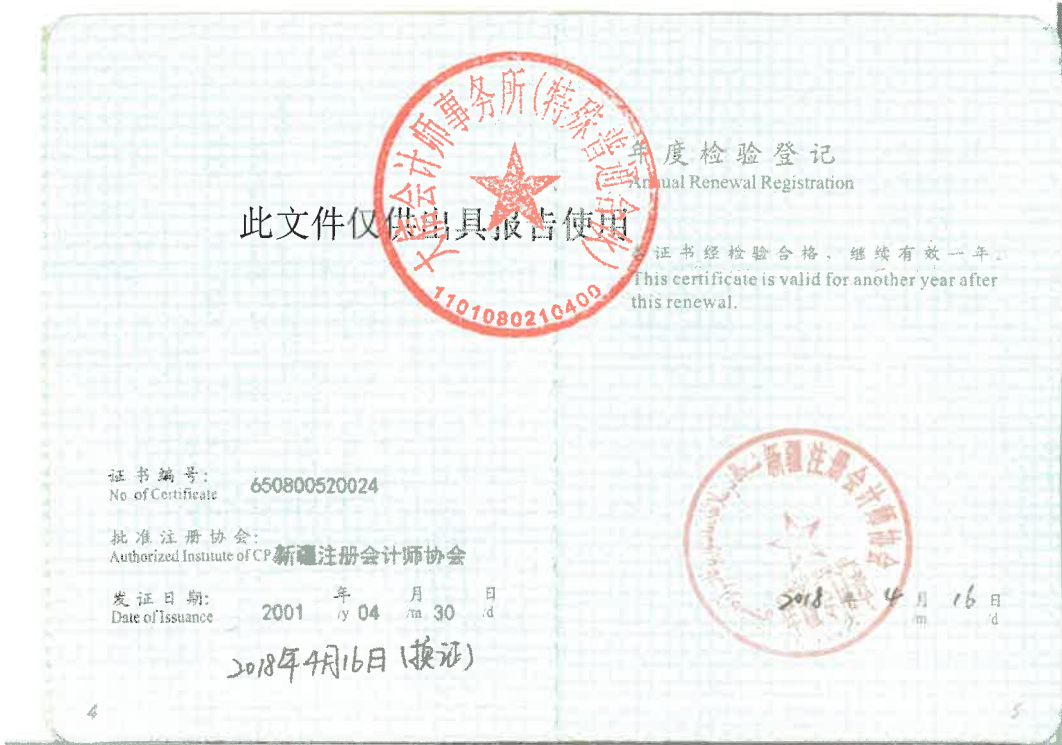 大信会计师事务所(特殊普通合伙)
1101080210400
此文件仅供出具报告使用
证书编号:
No. of Certificate
650800520024
批准注册协会:
Authorized Institute of CP
新疆注册会计师协会
发证日期:
Date of Issuance
2001 年 04 月 30 日
/y /m /d
2018年4月16日(换证)
4
年度检验登记
Annual Renewal Registration
证书经检验合格,继续有效一年。
This certificate is valid for another year after
this renewal.
新疆注册会计师协会
2018 年 4 月 16 日
/m /d
5